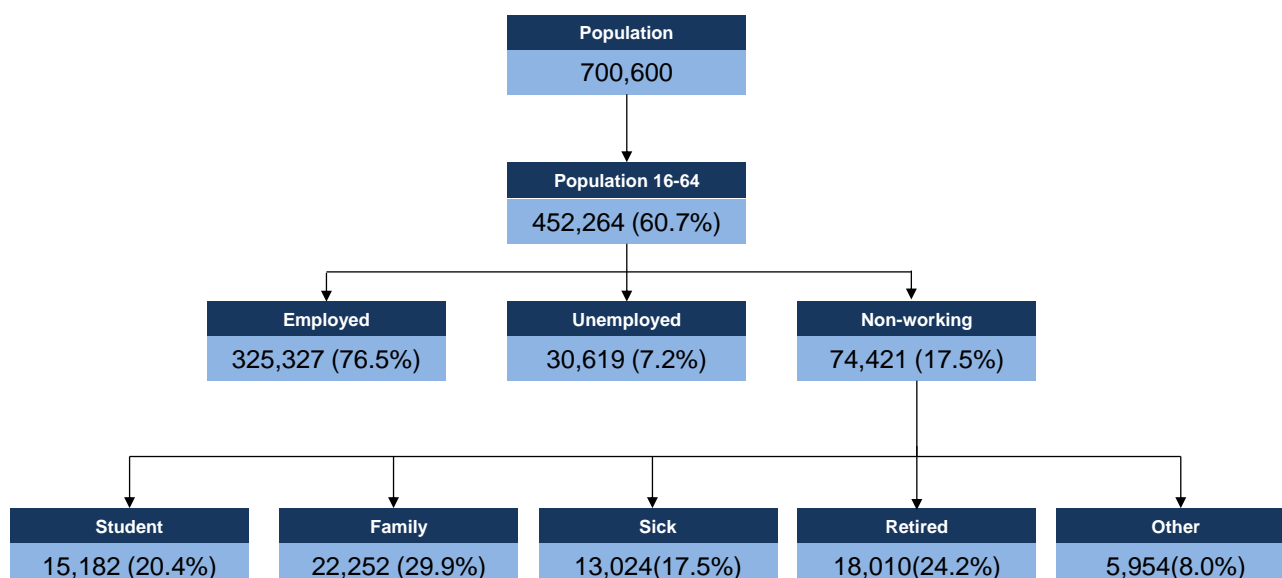 Population
700,600
Population 16-64
452,264 (60.7%)
Employed
325,327 (76.5%)
Unemployed
30,619 (7.2%)
Non-working
74,421 (17.5%)
Student
15,182 (20.4%)
Family
22,252 (29.9%)
Sick
13,024(17.5%)
Retired
18,010(24.2%)
Other
5,954(8.0%)